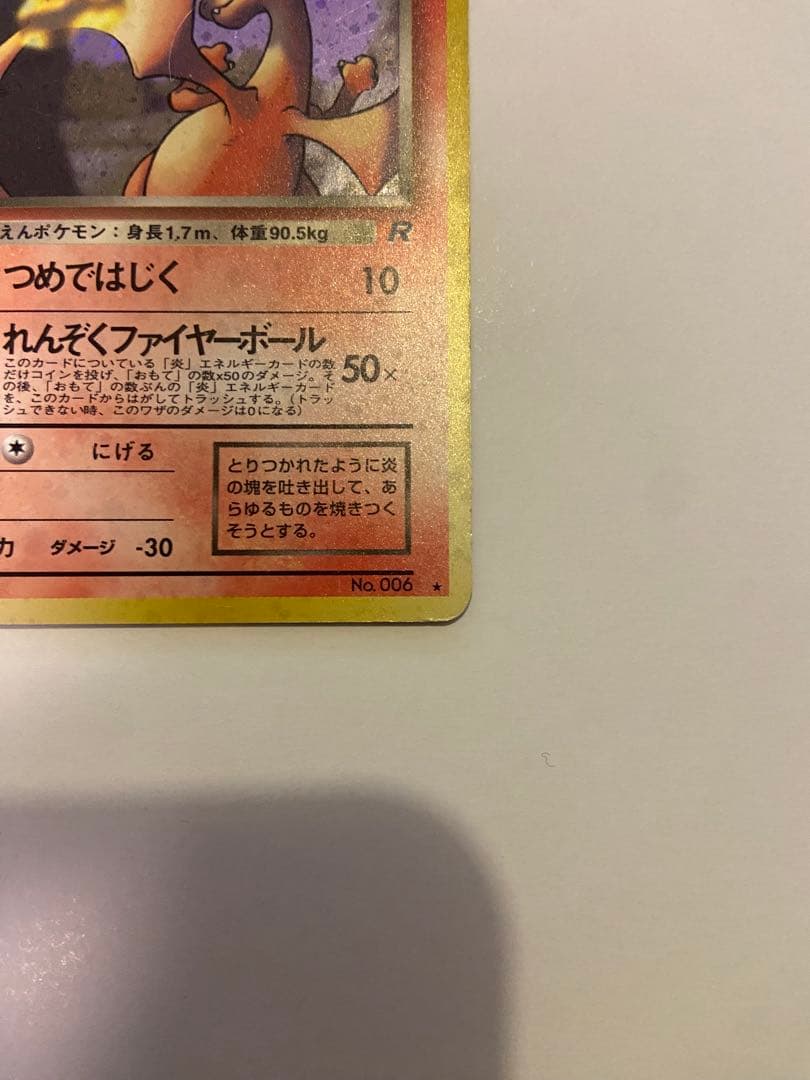 えんポケモン：身長1.7m、体重90.5kg R
つめではじく 10
れんぞくファイヤーボール
このカードについている「炎」エネルギーカードの数
だけコインを投げ、「おもて」の数x50のダメージ。そ
の後、「おもて」の数ぶんの「炎」エネルギーカード
を、このカードからはがしてトラッシュする。（トラッ
シュできない時、このワザのダメージは0になる）
50×
にげる
とりつかれたように炎
の塊を吐き出して、あ
らゆるものを焼きつく
そうとする。
力 ダメージ -30
No. 006 ★